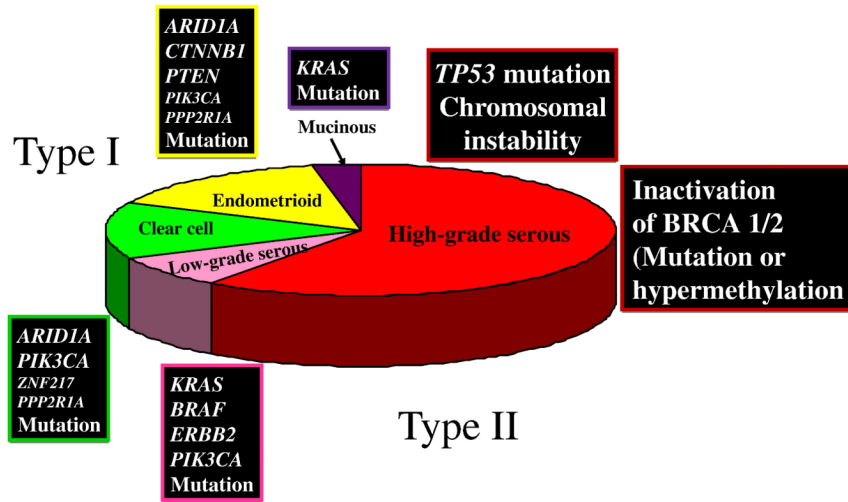 ARID1A
CTNNB1
PTEN
PIK3CA
PPP2R1A
Mutation
KRAS
Mutation
Mucinous
TP53 mutation
Chromosomal
instability
Type I
Inactivation
of BRCA 1/2
(Mutation or
hypermethylation
Endometrioid
Clear cell
Low-grade serous
High-grade serous
ARID1A
PIK3CA
ZNF217
PPP2R1A
Mutation
KRAS
BRAF
ERBB2
PIK3CA
Mutation
Type II